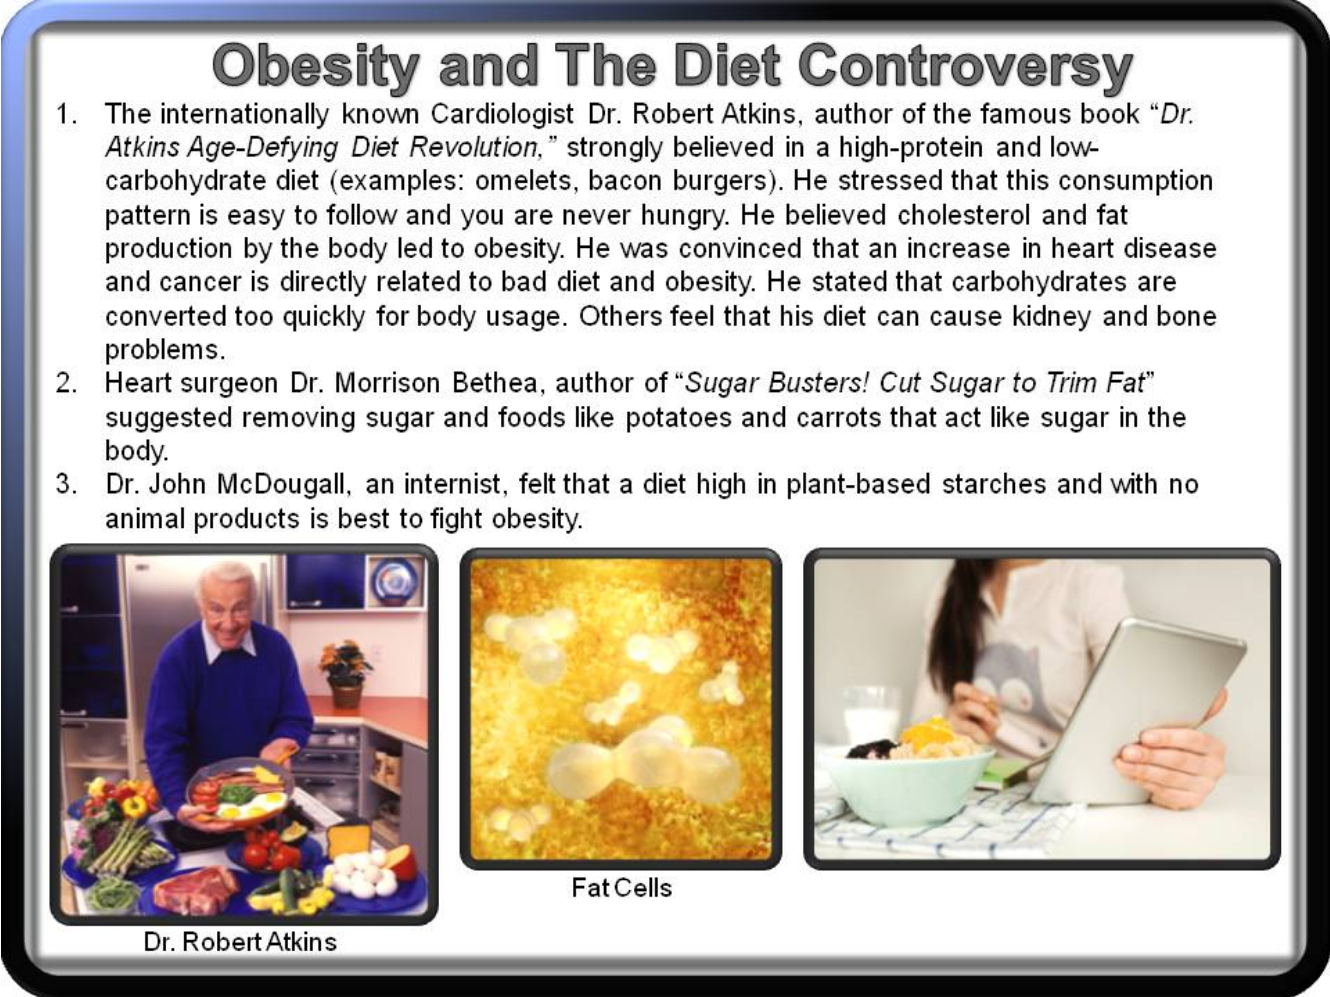 Obesity and The Diet Controversy
1. The internationally known Cardiologist Dr. Robert Atkins, author of the famous book “Dr.
Atkins Age-Defying Diet Revolution,” strongly believed in a high-protein and low-
carbohydrate diet (examples: omelets, bacon burgers). He stressed that this consumption
pattern is easy to follow and you are never hungry. He believed cholesterol and fat
production by the body led to obesity. He was convinced that an increase in heart disease
and cancer is directly related to bad diet and obesity. He stated that carbohydrates are
converted too quickly for body usage. Others feel that his diet can cause kidney and bone
problems.
2. Heart surgeon Dr. Morrison Bethea, author of “Sugar Busters! Cut Sugar to Trim Fat”
suggested removing sugar and foods like potatoes and carrots that act like sugar in the
body.
3. Dr. John McDougall, an internist, felt that a diet high in plant-based starches and with no
animal products is best to fight obesity.
Fat Cells
Dr. Robert Atkins